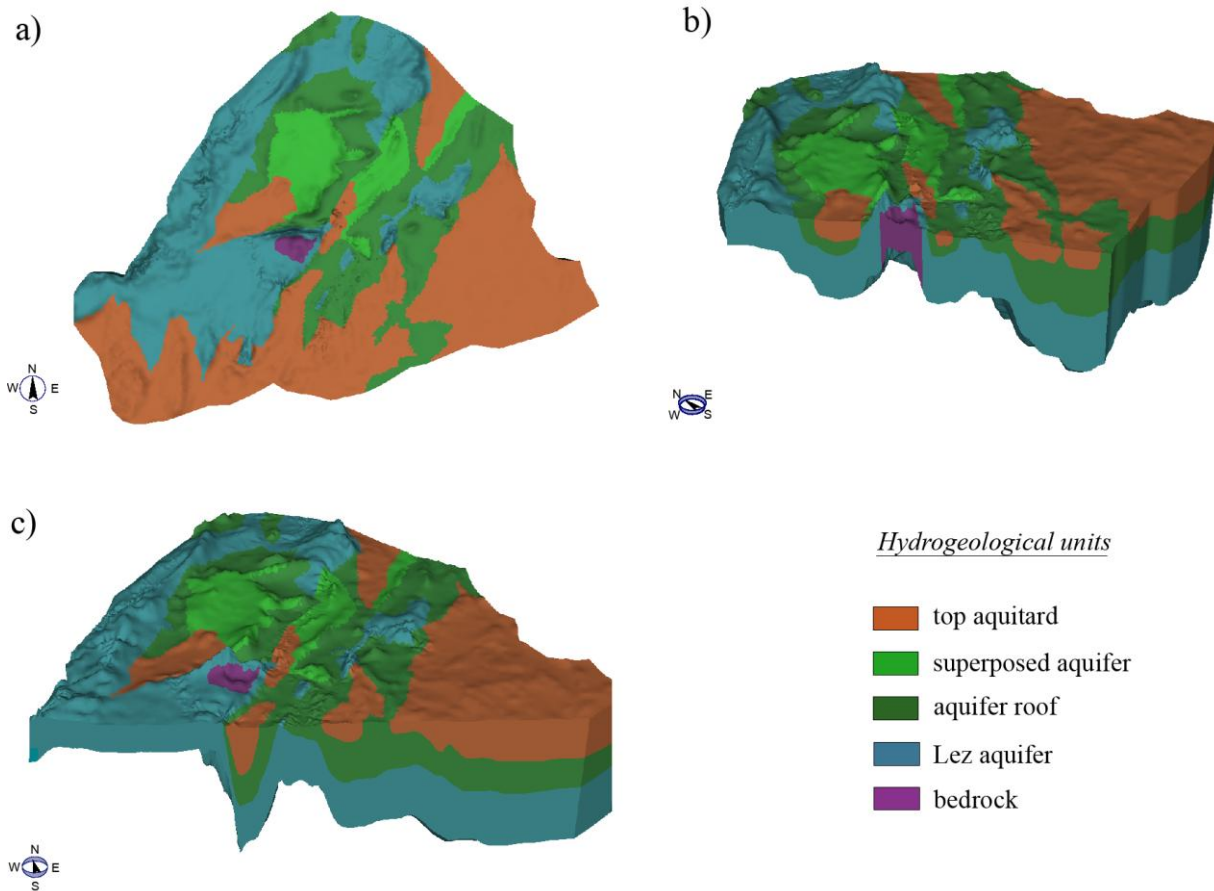 a)
b)
N
W E
S
N E
W S
c)
Hydrogeological units
top aquitard
superposed aquifer
aquifer roof
Lez aquifer
bedrock
N
W E
S